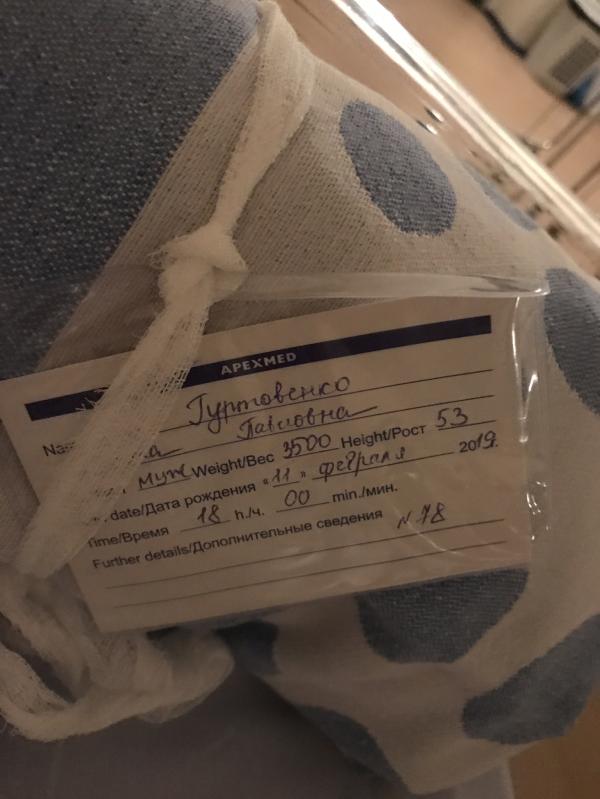 APEXMED
Гуртовенко
Павловна
муж Weight/Вес 3500 Height/Рост 53
date/Дата рождения "11" февраля 2019.
Time/Время 18 h./ч. 00 min./мин.
Further details/Дополнительные сведения N 78